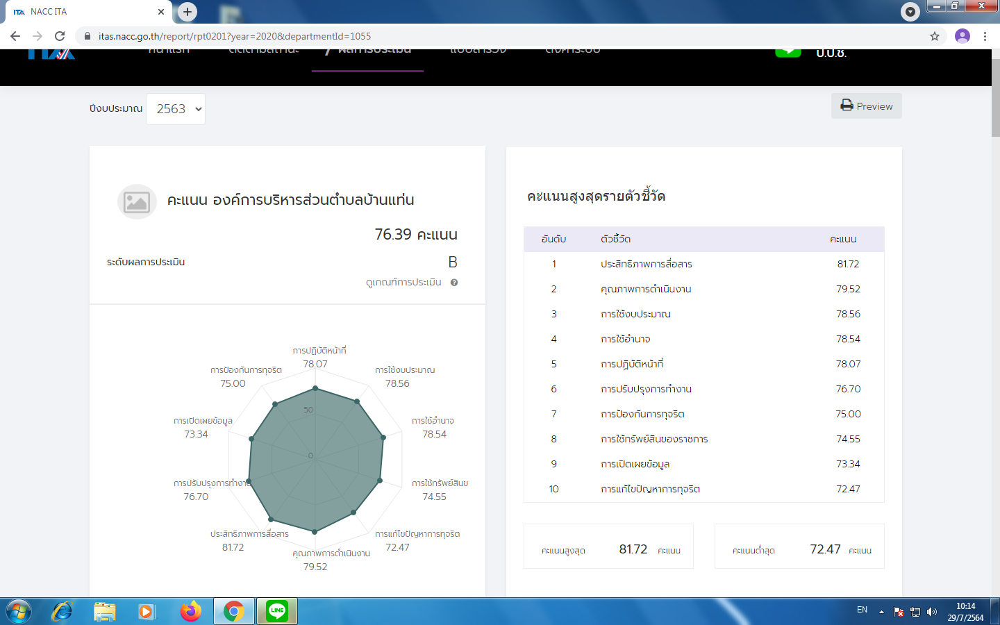 NACC ITA
itas.nacc.go.th/report/rpt0201?year=2020&departmentId=1055
ป.ป.ช.
ปีงบประมาณ 2563
Preview
คะแนน องค์การบริหารส่วนตำบลบ้านแท่น
76.39 คะแนน
ระดับผลการประเมิน B
ดูเกณฑ์การประเมิน
การปฏิบัติหน้าที่
78.07
การป้องกันการทุจริต
75.00
การใช้งบประมาณ
78.56
50
การเปิดเผยข้อมูล
73.34
การใช้อำนาจ
78.54
0
การปรับปรุงการทำงาน
76.70
การใช้ทรัพย์สินข
74.55
ประสิทธิภาพการสื่อสาร
81.72
การแก้ไขปัญหาการทุจริต
72.47
คุณภาพการดำเนินงาน
79.52
คะแนนสูงสุดรายตัวชี้วัด
อันดับ ตัวชี้วัด คะแนน
1 ประสิทธิภาพการสื่อสาร 81.72
2 คุณภาพการดำเนินงาน 79.52
3 การใช้งบประมาณ 78.56
4 การใช้อำนาจ 78.54
5 การปฏิบัติหน้าที่ 78.07
6 การปรับปรุงการทำงาน 76.70
7 การป้องกันการทุจริต 75.00
8 การใช้ทรัพย์สินของราชการ 74.55
9 การเปิดเผยข้อมูล 73.34
10 การแก้ไขปัญหาการทุจริต 72.47
คะแนนสูงสุด 81.72 คะแนน
คะแนนต่ำสุด 72.47 คะแนน
LINE
EN
10:14
29/7/2564